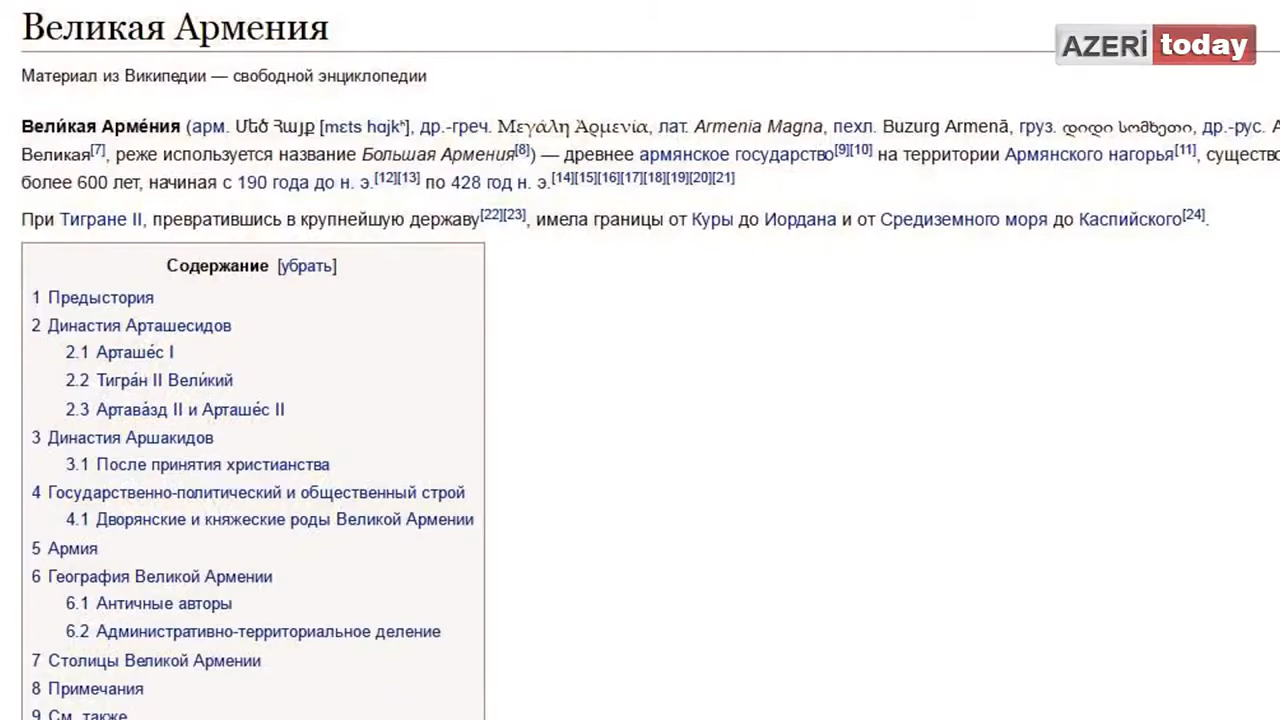 Великая Армения
AZERİ today
Материал из Википедии — свободной энциклопедии
Вели́кая Арме́ния (арм. Մեծ Հայք [mɛts hɑjkʰ], др.-греч. Μεγάλη Ἀρμενία, лат. Armenia Magna, пехл. Buzurg Armenā, груз. დიდი სომხეთი, др.-рус.
Великая[7], реже используется название Большая Армения[8]) — древнее армянское государство[9][10] на территории Армянского нагорья[11],
более 600 лет, начиная с 190 года до н. э.[12][13] по 428 год н. э.[14][15][16][17][18][19][20][21]
При Тигране II, превратившись в крупнейшую державу[22][23], имела границы от Куры до Иордана и от Средиземного моря до Каспийского[24].
Содержание [убрать]
1 Предыстория
2 Династия Арташесидов
2.1 Арташе́с I
2.2 Тигра́н II Вели́кий
2.3 Артава́зд II и Арташе́с II
3 Династия Аршакидов
3.1 После принятия христианства
4 Государственно-политический и общественный строй
4.1 Дворянские и княжеские роды Великой Армении
5 Армия
6 География Великой Армении
6.1 Античные авторы
6.2 Административно-территориальное деление
7 Столицы Великой Армении
8 Примечания
9 См. также